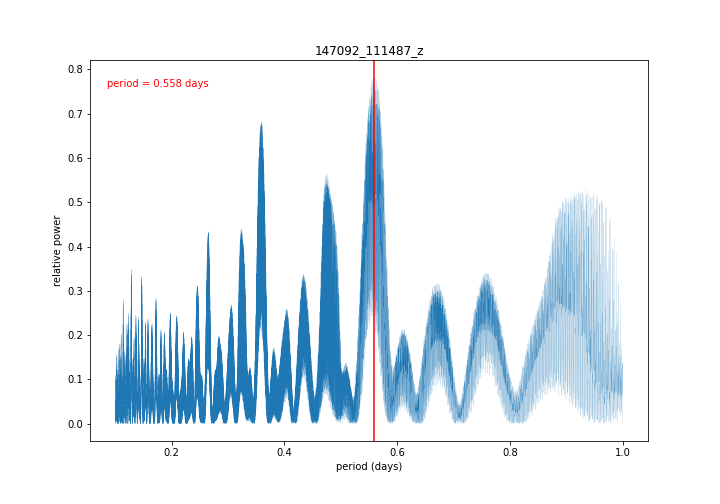 147092_111487_z
period = 0.558 days
relative power
0.8
0.7
0.6
0.5
0.4
0.3
0.2
0.1
0.0
0.2 0.4 0.6 0.8 1.0
period (days)